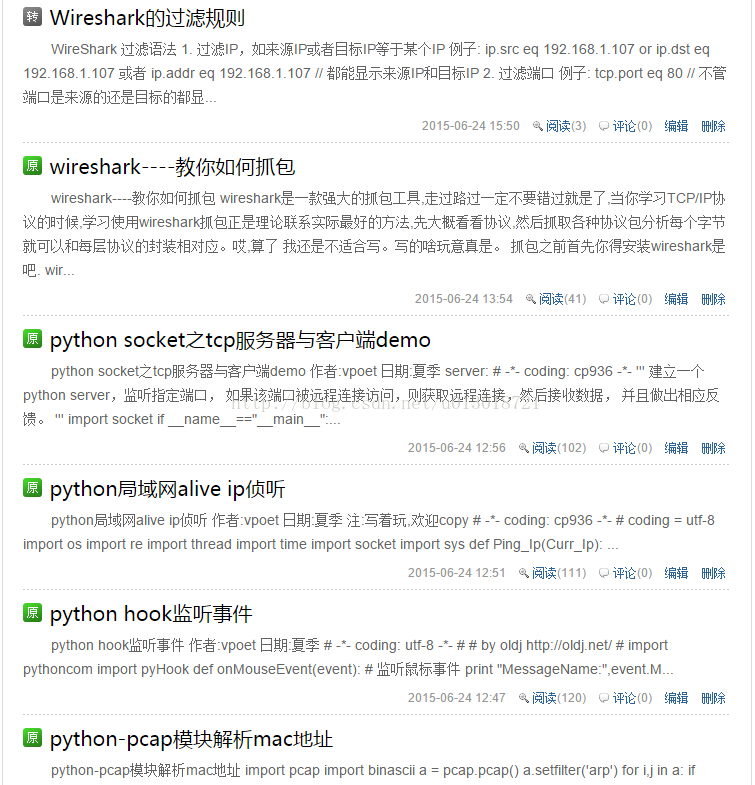 转 Wireshark的过滤规则
WireShark 过滤语法 1. 过滤IP，如来源IP或者目标IP等于某个IP 例子: ip.src eq 192.168.1.107 or ip.dst eq
192.168.1.107 或者 ip.addr eq 192.168.1.107 // 都能显示来源IP和目标IP 2. 过滤端口 例子: tcp.port eq 80 // 不管
端口是来源的还是目标的都显...
2015-06-24 15:50 阅读(3) 评论(0) 编辑 删除
原 wireshark----教你如何抓包
wireshark----教你如何抓包 wireshark是一款强大的抓包工具,走过路过一定不要错过就是了,当你学习TCP/IP协
议的时候,学习使用wireshark抓包正是理论联系实际最好的方法,先大概看看协议,然后抓取各种协议包分析每个字节
就可以和每层协议的封装相对应。哎,算了 我还是不适合写。写的啥玩意真是。 抓包之前首先你得安装wireshark是
吧. wir...
2015-06-24 13:54 阅读(41) 评论(0) 编辑 删除
原 python socket之tcp服务器与客户端demo
python socket之tcp服务器与客户端demo 作者:vpoet 日期:夏季 server: # -*- coding: cp936 -*- ''' 建立一个
python server，监听指定端口， 如果该端口被远程连接访问，则获取远程连接，然后接收数据， 并且做出相应反
http://blog.csdn.net/u013018721
馈。 ''' import socket if __name__=="__main__":...
2015-06-24 12:56 阅读(102) 评论(0) 编辑 删除
原 python局域网alive ip侦听
python局域网alive ip侦听 作者:vpoet 日期:夏季 注:写着玩,欢迎copy # -*- coding: cp936 -*- # coding = utf-8
import os import re import thread import time import socket import sys def Ping_Ip(Curr_Ip): ...
2015-06-24 12:51 阅读(111) 评论(0) 编辑 删除
原 python hook监听事件
python hook监听事件 作者:vpoet 日期:夏季 # -*- coding: utf-8 -*- # # by oldj http://oldj.net/ # import
pythoncom import pyHook def onMouseEvent(event): # 监听鼠标事件 print "MessageName:",event.M...
2015-06-24 12:47 阅读(120) 评论(0) 编辑 删除
原 python-pcap模块解析mac地址
python-pcap模块解析mac地址 import pcap import binascii a = pcap.pcap() a.setfilter('arp') for i,j in a: if